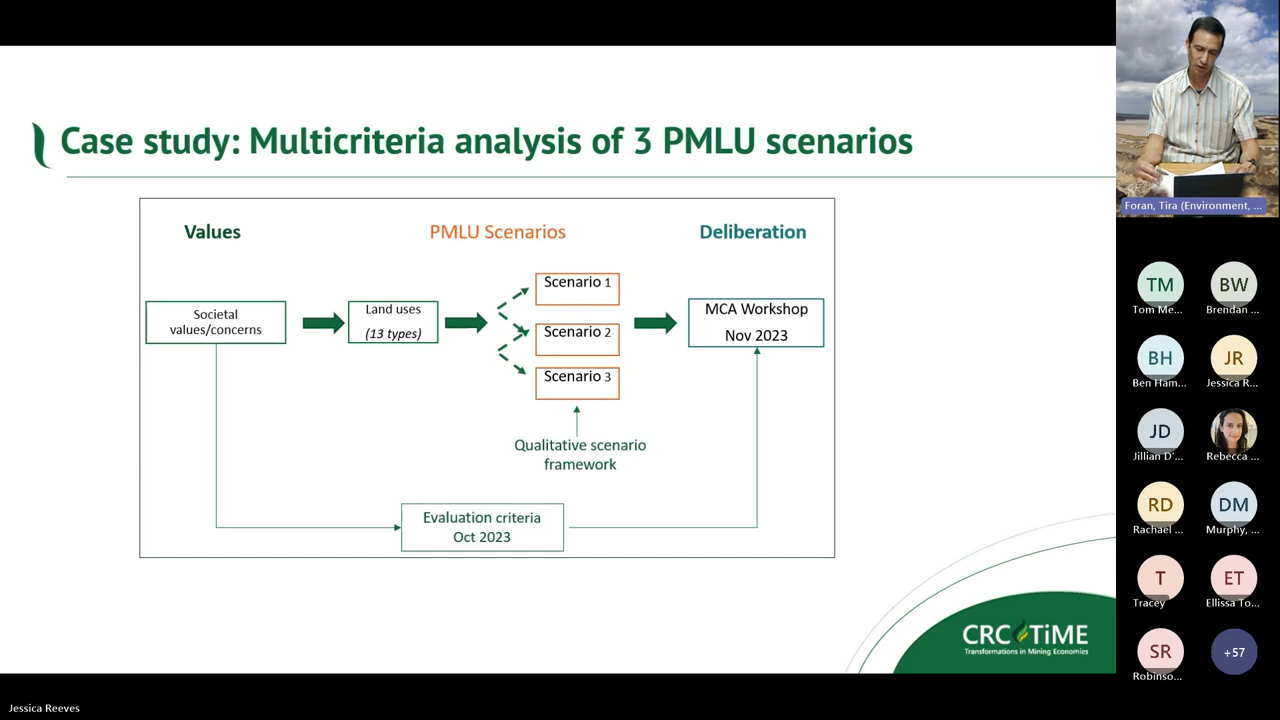 Case study: Multicriteria analysis of 3 PMLU scenarios
Values
PMLU Scenarios
Deliberation
Societal
values/concerns
Land uses
(13 types)
Scenario 1
Scenario 2
Scenario 3
MCA Workshop
Nov 2023
Qualitative scenario
framework
Evaluation criteria
Oct 2023
CRC TiME
Transformations in Mining Economies
Foran, Tira (Environment, ...
TM
Tom Me...
BW
Brendan ...
BH
Ben Ham...
JR
Jessica R...
JD
Jillian D'...
Rebecca ...
RD
Rachael ...
DM
Murphy, ...
T
Tracey
ET
Ellissa To...
SR
Robinso...
+57
Jessica Reeves